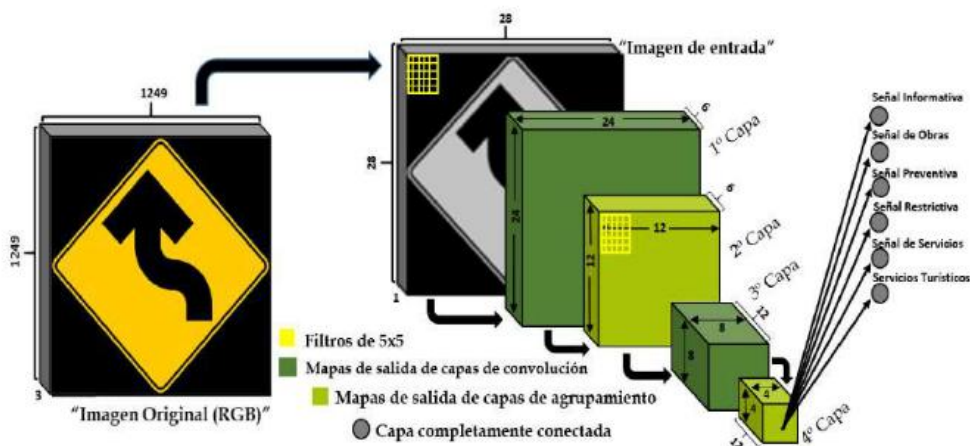 28
"Imagen de entrada"
1249
1249
3
"Imagen Original (RGB)"
28
1
24
24
6
1º Capa
12
12
6
2º Capa
8
8
12
3º Capa
4
4
12
4º Capa
Señal Informativa
Señal de Obras
Señal Preventiva
Señal Restrictiva
Señal de Servicios
Servicios Turísticos
Filtros de 5x5
Mapas de salida de capas de convolución
Mapas de salida de capas de agrupamiento
Capa completamente conectada